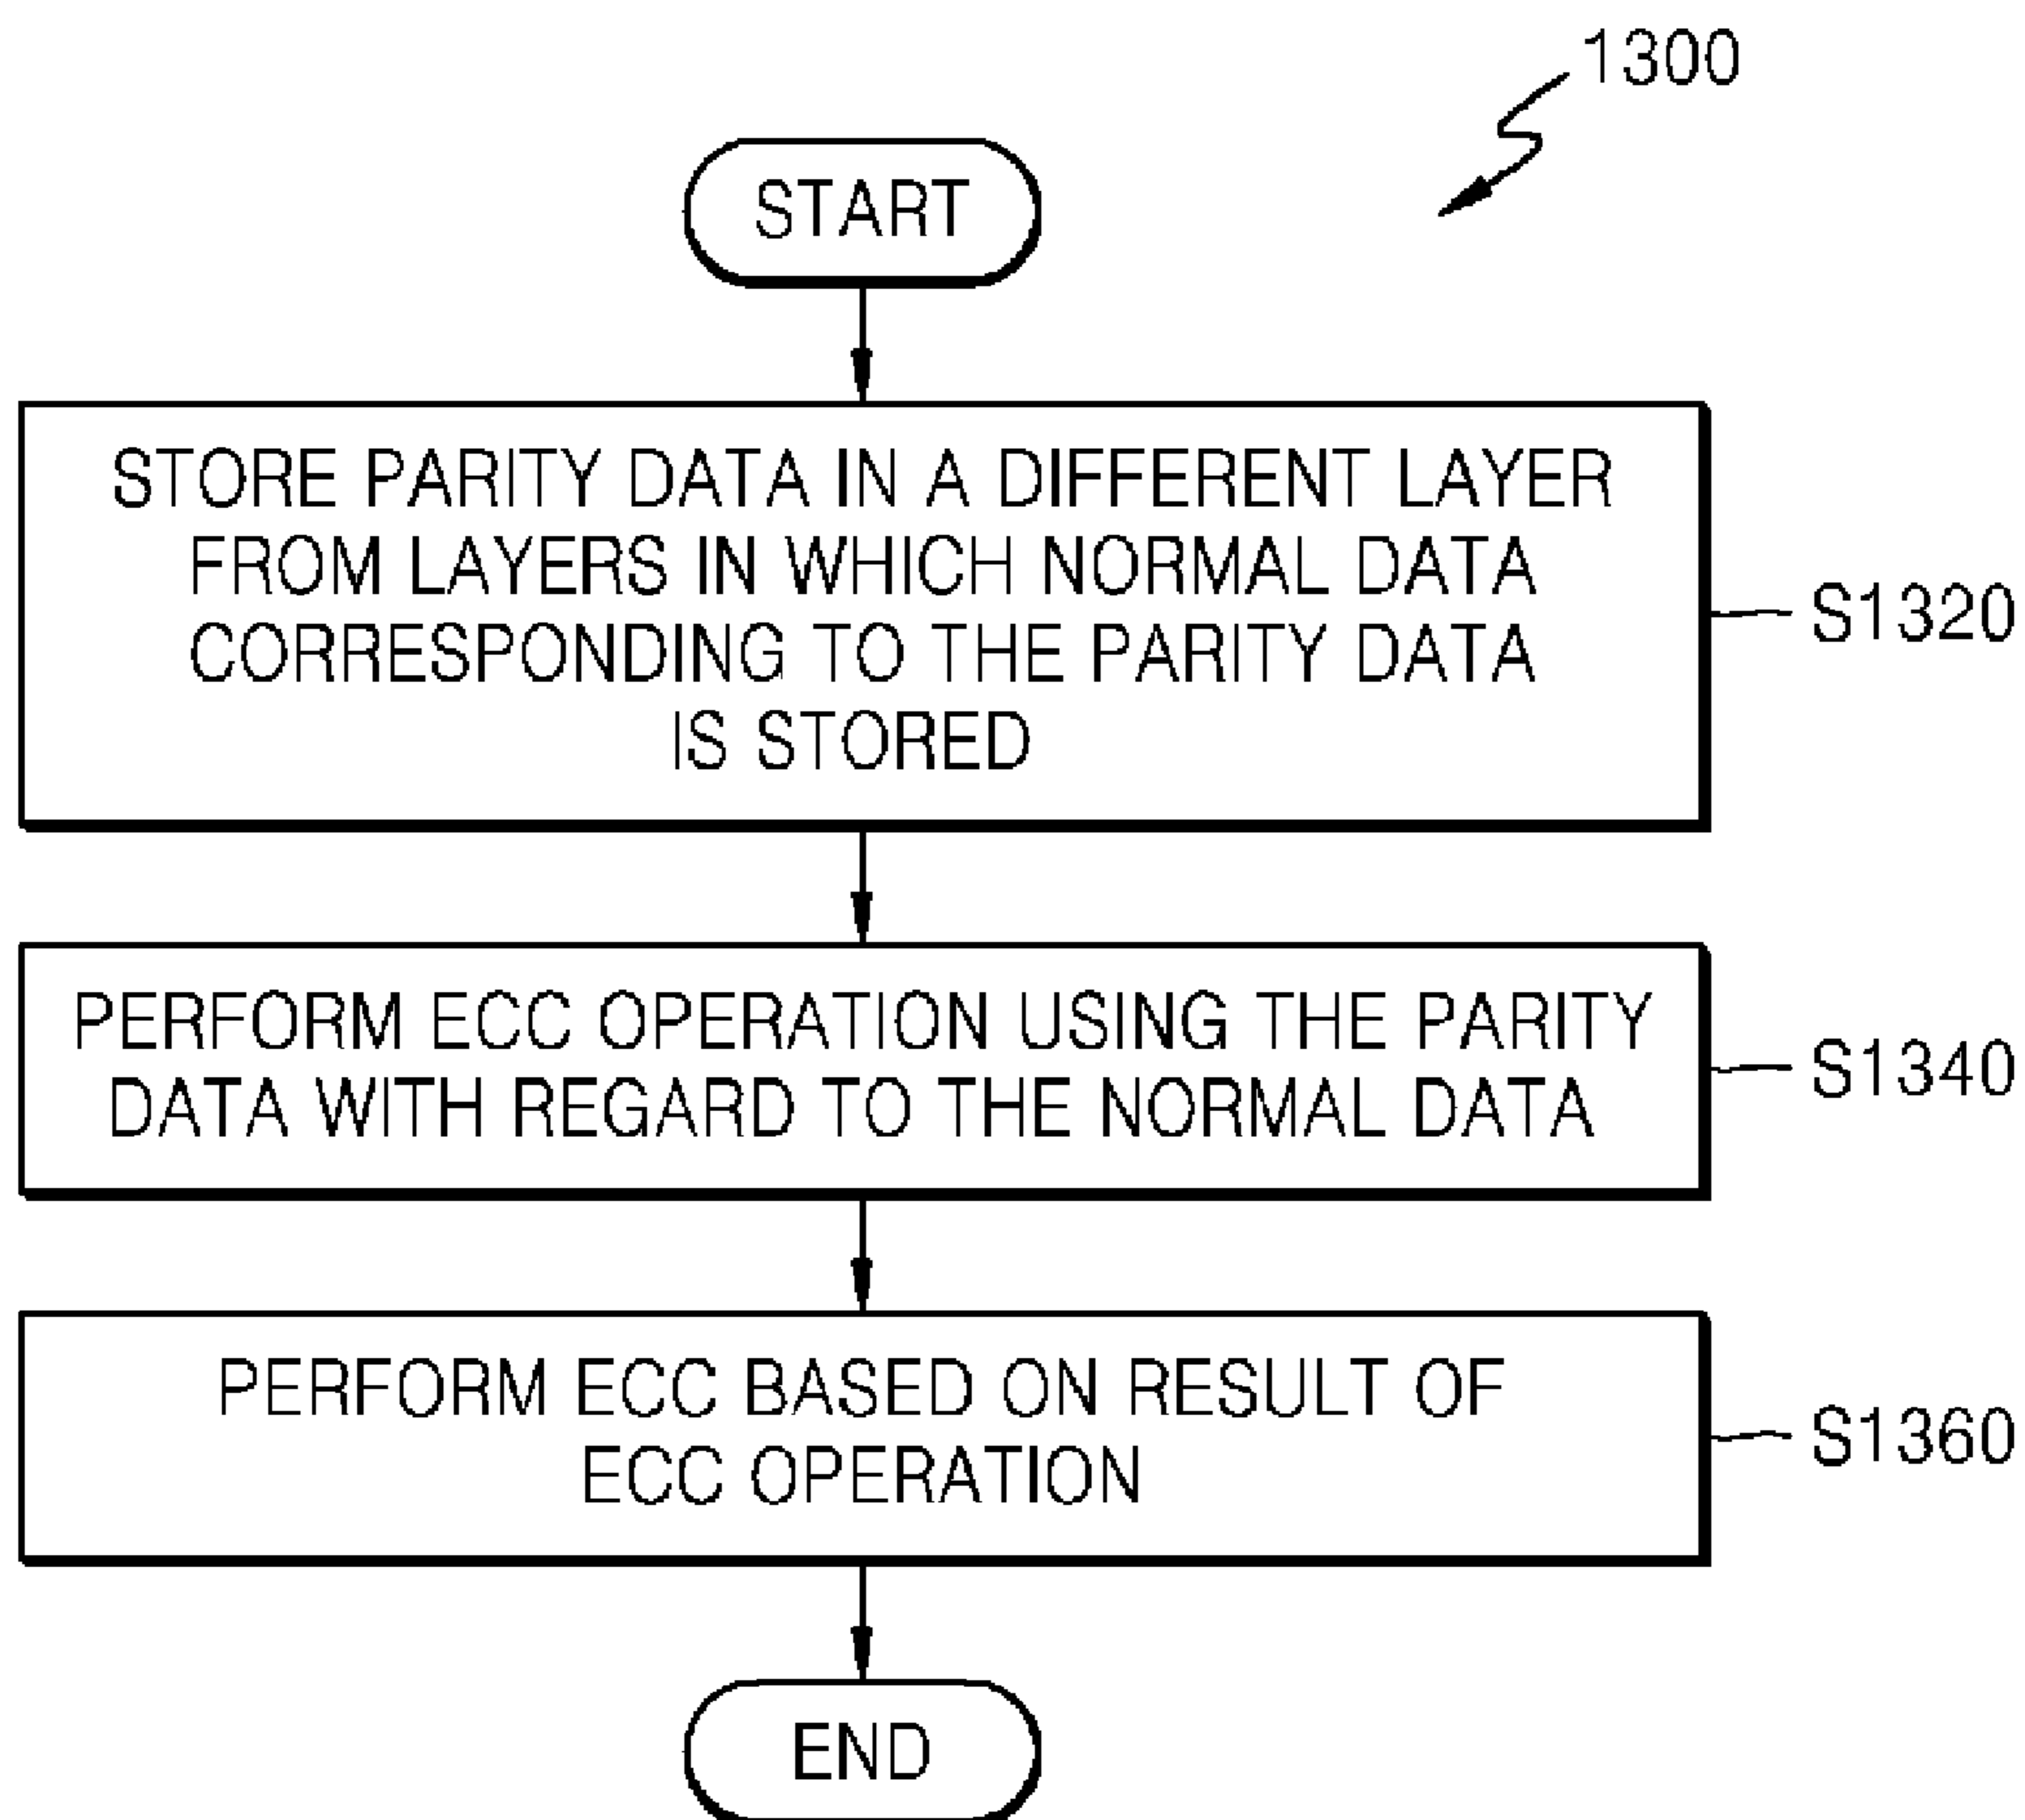 1300
START
STORE PARITY DATA IN A DIFFERENT LAYER
FROM LAYERS IN WHICH NORMAL DATA
CORRESPONDING TO THE PARITY DATA
IS STORED
S1320
PERFORM ECC OPERATION USING THE PARITY
DATA WITH REGARD TO THE NORMAL DATA
S1340
PERFORM ECC BASED ON RESULT OF
ECC OPERATION
S1360
END